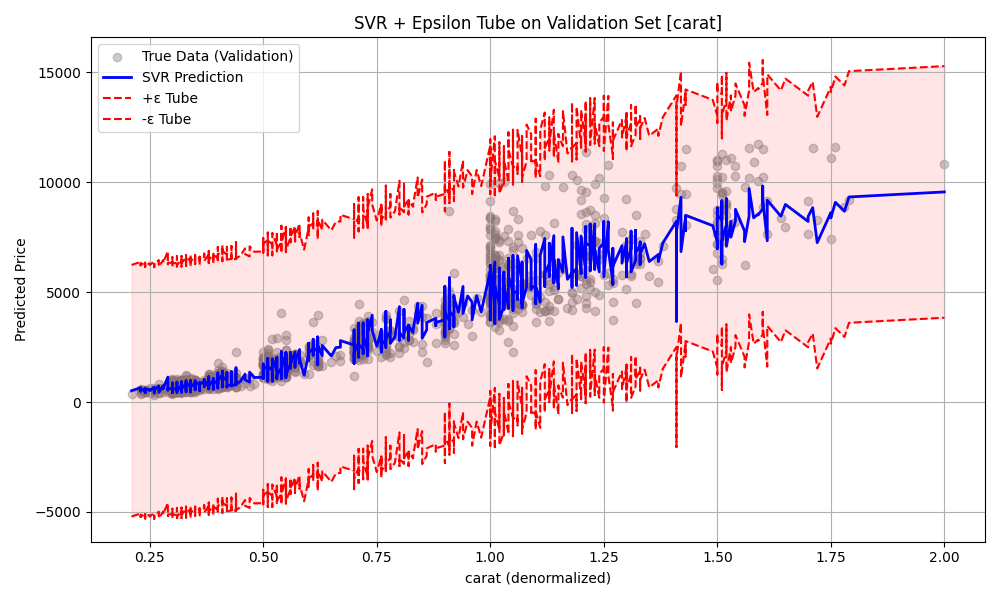 SVR + Epsilon Tube on Validation Set [carat]
True Data (Validation)
SVR Prediction
+ε Tube
-ε Tube
Predicted Price
15000
10000
5000
0
−5000
0.25 0.50 0.75 1.00 1.25 1.50 1.75 2.00
carat (denormalized)